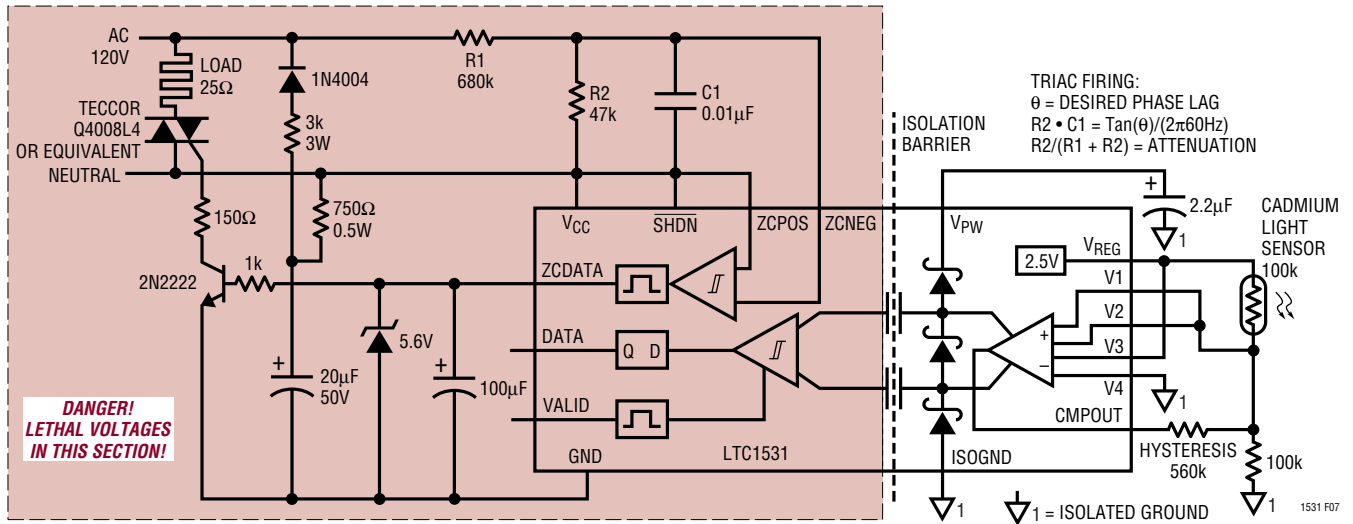 AC
120V
LOAD
25Ω
TECCOR
Q4008L4
OR EQUIVALENT
NEUTRAL
1N4004
3k
3W
R1
680k
R2
47k
C1
0.01µF
150Ω
750Ω
0.5W
2N2222
1k
20µF
50V
5.6V
100µF
DANGER!
LETHAL VOLTAGES
IN THIS SECTION!
VCC
SHDN
ZCPOS
ZCNEG
VPW
ZCDATA
DATA
Q D
VALID
GND
LTC1531
ISOGND
ISOLATION
BARRIER
TRIAC FIRING:
θ = DESIRED PHASE LAG
R2 • C1 = Tan(θ)/(2π60Hz)
R2/(R1 + R2) = ATTENUATION
+
2.2µF
1
CADMIUM
LIGHT
SENSOR
100k
2.5V
VREG
V1
V2
V3
V4
+
−
1
CMPOUT
HYSTERESIS
560k
100k
1
1
1 = ISOLATED GROUND
+
+
1531 F07